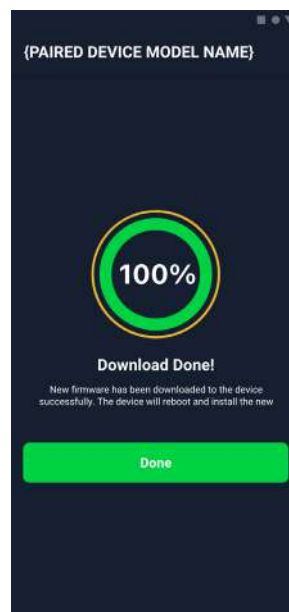 {PAIRED DEVICE MODEL NAME}
100%
Download Done!
New firmware has been downloaded to the device
successfully. The device will reboot and install the new
Done